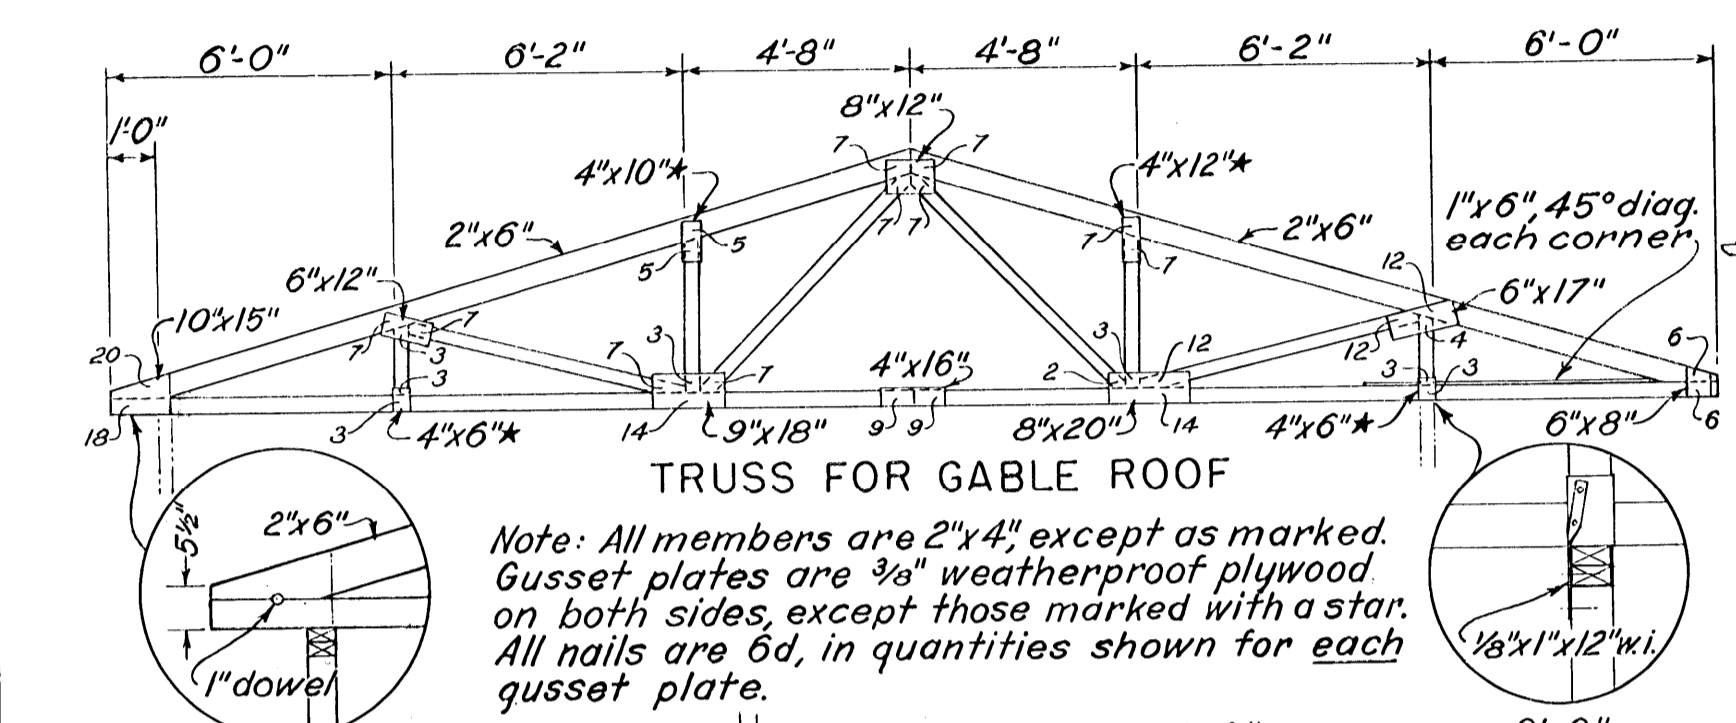 6'-0" 6'-2" 4'-8" 4'-8" 6'-2" 6'-0"
1'-0"
8"x12"
7 7
4"x10"★ 4"x12"★
7 7
1"x6", 45° diag.
each corner
2"x6" 2"x6"
5 7
5 7
6"x12" 12 6"x17"
10"x15"
7 3 7
12 4
20 3 7 3 7 4"x16" 3 2 12 3 3 6
18 3 4"x6"★ 14 9"x18" 9 9 8"x20" 14 4"x6"★ 6"x8" 6
TRUSS FOR GABLE ROOF
5½" 2"x6"
1" dowel
Note: All members are 2"x4", except as marked.
Gusset plates are 3/8" weatherproof plywood
on both sides, except those marked with a star.
All nails are 6d, in quantities shown for each
gusset plate.
1/8"x1"x12" w.i.